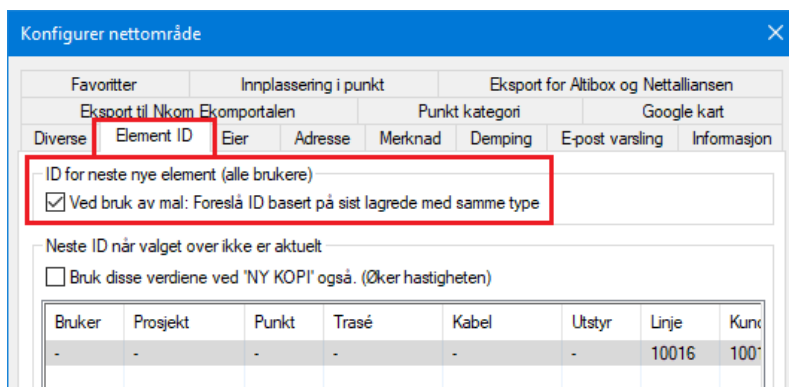 Konfigurer nettområde
Favoritter Innplassering i punkt Eksport for Altibox og Nettalliansen
Eksport til Nkom Ekomportalen Punkt kategori Google kart
Diverse Element ID Eier Adresse Merknad Demping E-post varsling Informasjon
ID for neste nye element (alle brukere)
Ved bruk av mal: Foreslå ID basert på sist lagrede med samme type
Neste ID når valget over ikke er aktuelt
Bruk disse verdiene ved 'NY KOPI' også. (Øker hastigheten)
Bruker Prosjekt Punkt Trasé Kabel Utstyr Linje
- - - - - - 10016